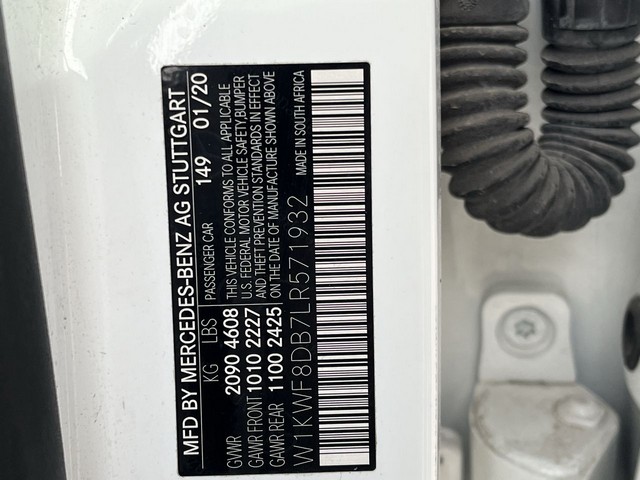 MFD BY MERCEDES-BENZ AG STUTTGART
KG LBS PASSENGER CAR 149 01/20
GVWR 2090 4608 THIS VEHICLE CONFORMS TO ALL APPLICABLE
U.S. FEDERAL MOTOR VEHICLE SAFETY,BUMPER
GAWR FRONT 1010 2227 AND THEFT PREVENTION STANDARDS IN EFFECT
GAWR REAR 1100 2425 ON THE DATE OF MANUFACTURE SHOWN ABOVE
W1KWF8DB7LR571932 MADE IN SOUTH AFRICA